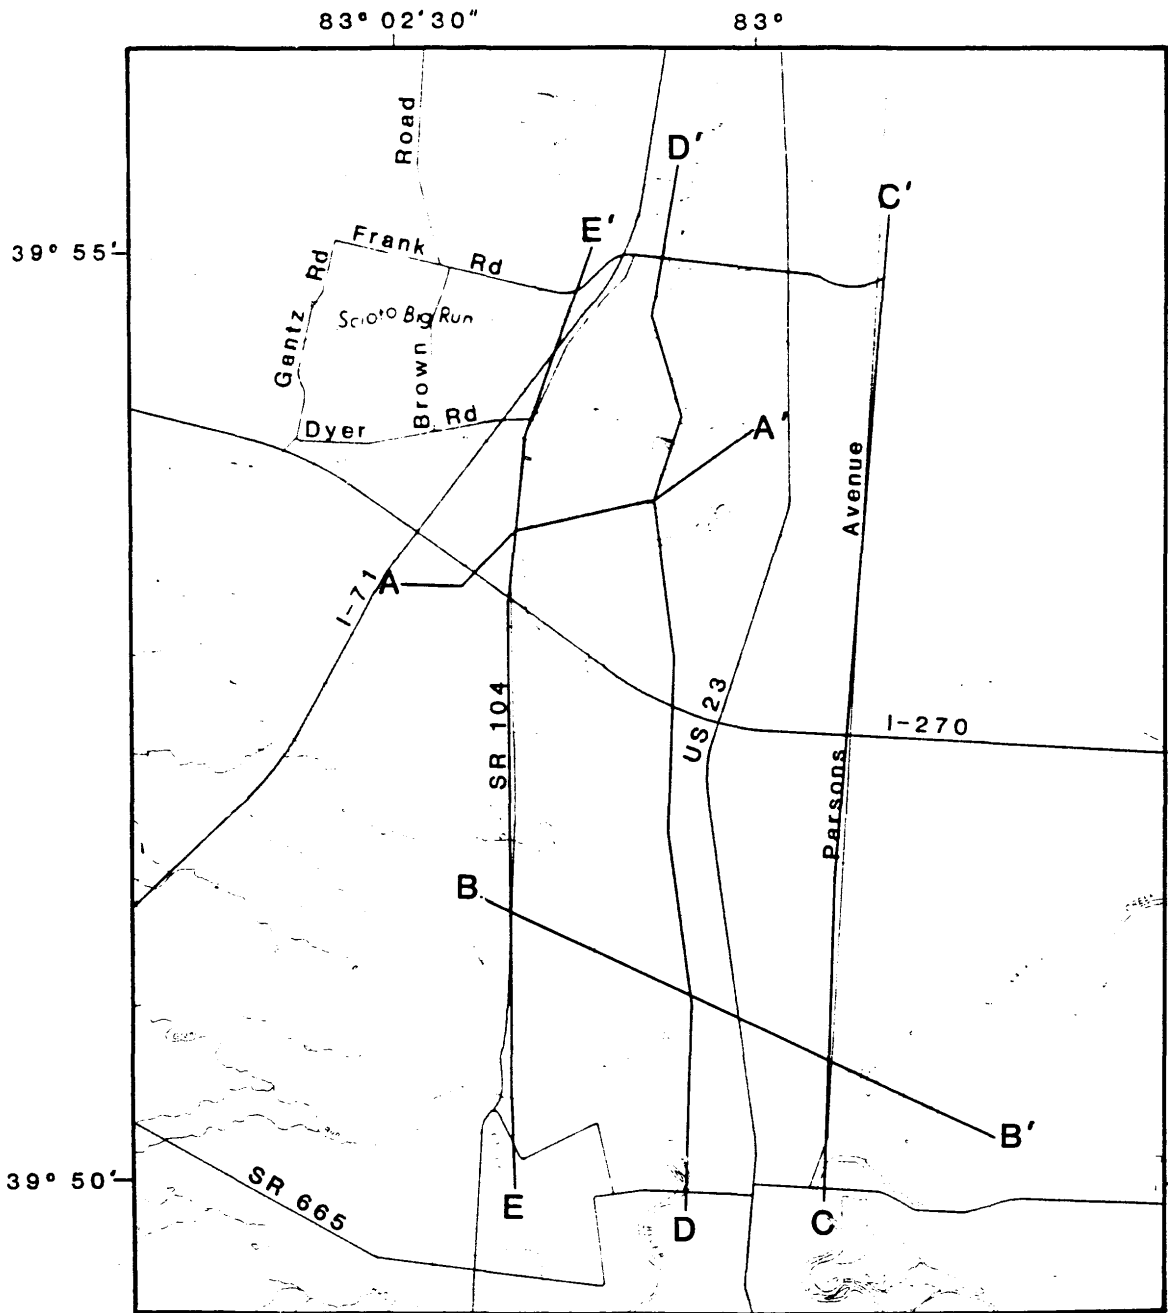 83° 02'30"
83°
Road
D'
C'
E'
39° 55'
Frank Rd
Gantz Rd
Scioto Big Run
Brown
Dyer Rd
A'
Avenue
A
I-71
SR 104
US 23
I-270
Parsons
B
B'
39° 50'
SR 665
E
D
C